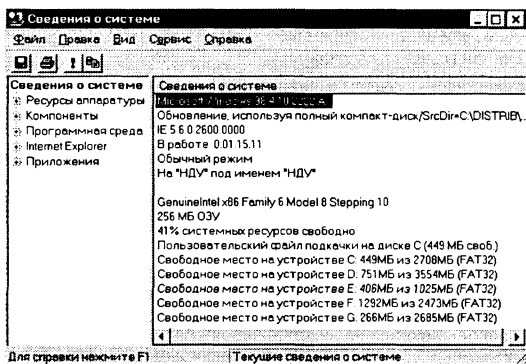 Сведения о системе
Файл Правка Вид Сервис Справка
Сведения о системе
Ресурсы аппаратуры
Компоненты
Программная среда
Internet Explorer
Приложения
Сведения о системе
Microsoft Windows 98 4.10.2222 A
Обновление, используя полный компакт-диск/SrcDir=C:\DISTRIB\...
IE 5 6.0.2600.0000
В работе 0:01:15:11
Обычный режим
На "НДУ" под именем "НДУ"
GenuineIntel x86 Family 6 Model 8 Stepping 10
256 МБ ОЗУ
41% системных ресурсов свободно
Пользовательский файл подкачки на диске C (449 МБ своб.)
Свободное место на устройстве C: 449МБ из 2708МБ (FAT32)
Свободное место на устройстве D: 751МБ из 3554МБ (FAT32)
Свободное место на устройстве E: 406МБ из 1025МБ (FAT32)
Свободное место на устройстве F: 1292МБ из 2473МБ (FAT32)
Свободное место на устройстве G: 266МБ из 2685МБ (FAT32)
Для справки нажмите F1
Текущие сведения о системе